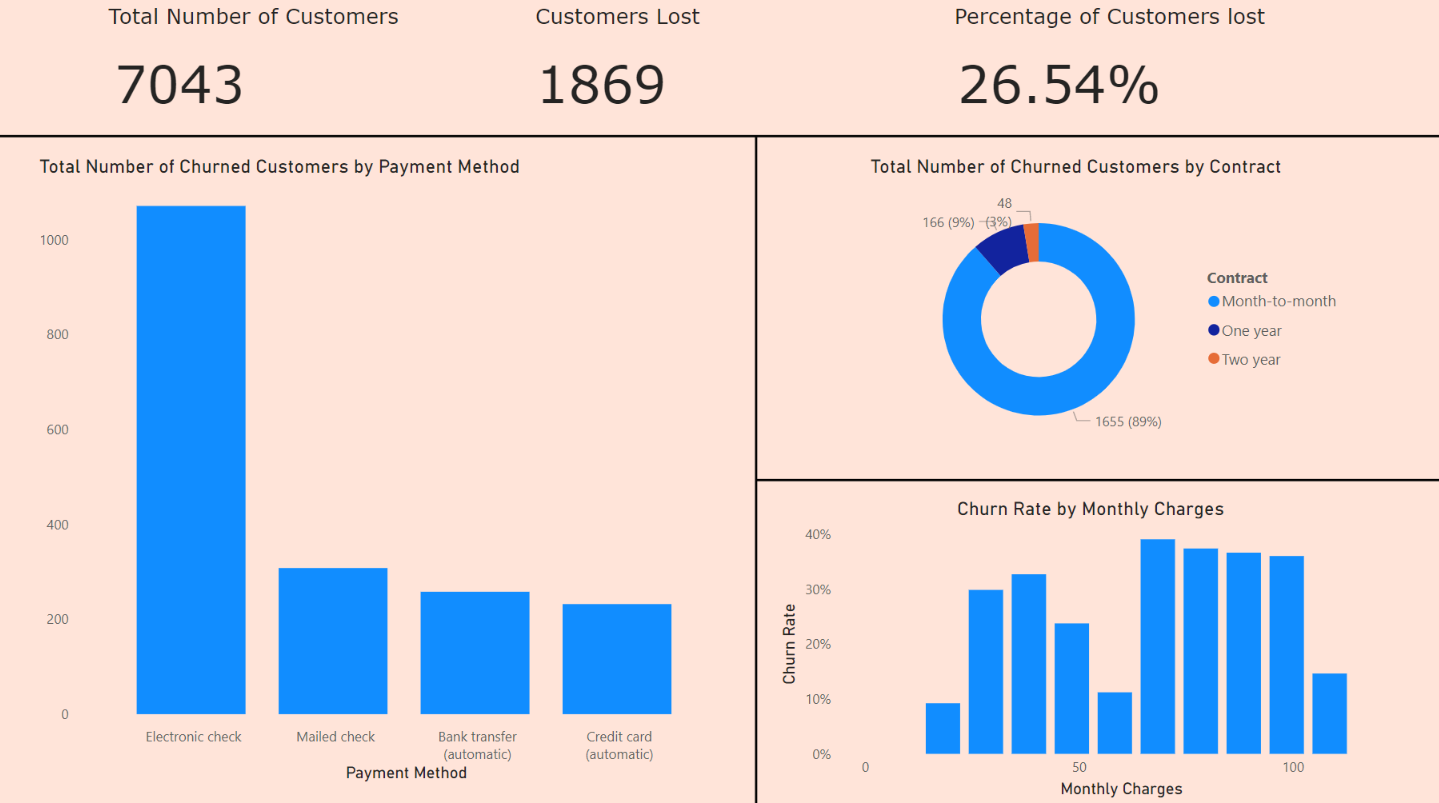 Total Number of Customers
7043
Customers Lost
1869
Percentage of Customers lost
26.54%
Total Number of Churned Customers by Payment Method
1000
800
600
400
200
0
Electronic check
Mailed check
Bank transfer
(automatic)
Credit card
(automatic)
Payment Method
Total Number of Churned Customers by Contract
48
(3%)
166 (9%)
1655 (89%)
Contract
Month-to-month
One year
Two year
Churn Rate by Monthly Charges
Churn Rate
40%
30%
20%
10%
0%
0
50
100
Monthly Charges